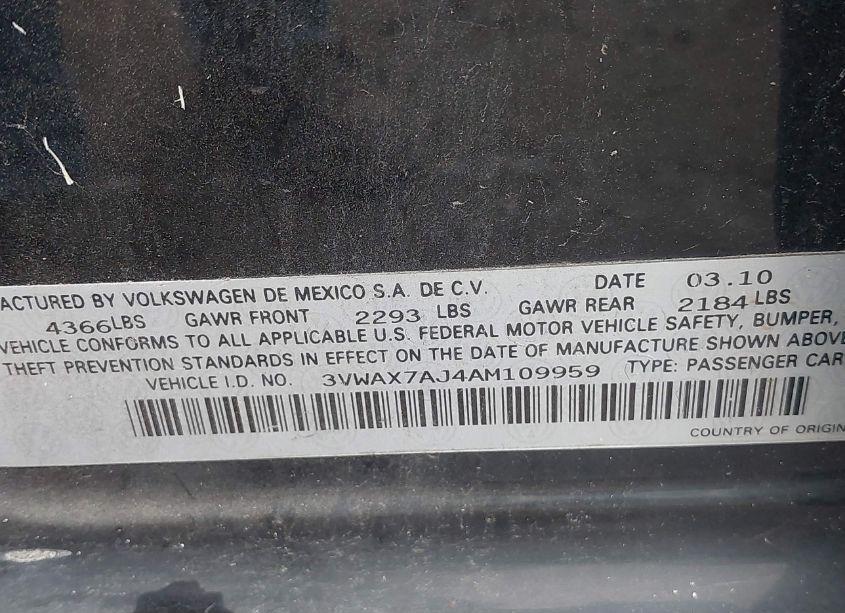 ACTURED BY VOLKSWAGEN DE MEXICO S.A. DE C.V. DATE 03.10
4366LBS GAWR FRONT 2293 LBS GAWR REAR 2184LBS
VEHICLE CONFORMS TO ALL APPLICABLE U.S. FEDERAL MOTOR VEHICLE SAFETY, BUMPER,
THEFT PREVENTION STANDARDS IN EFFECT ON THE DATE OF MANUFACTURE SHOWN ABOVE
VEHICLE I.D. NO. 3VWAX7AJ4AM109959 TYPE: PASSENGER CAR
COUNTRY OF ORIGIN